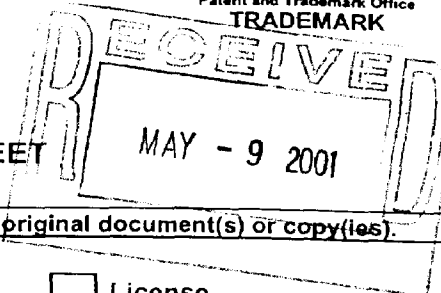 Patent and Trademark Office
TRADEMARK
RECEIVED
EET
MAY - 9 2001
original document(s) or copy(ies).
License